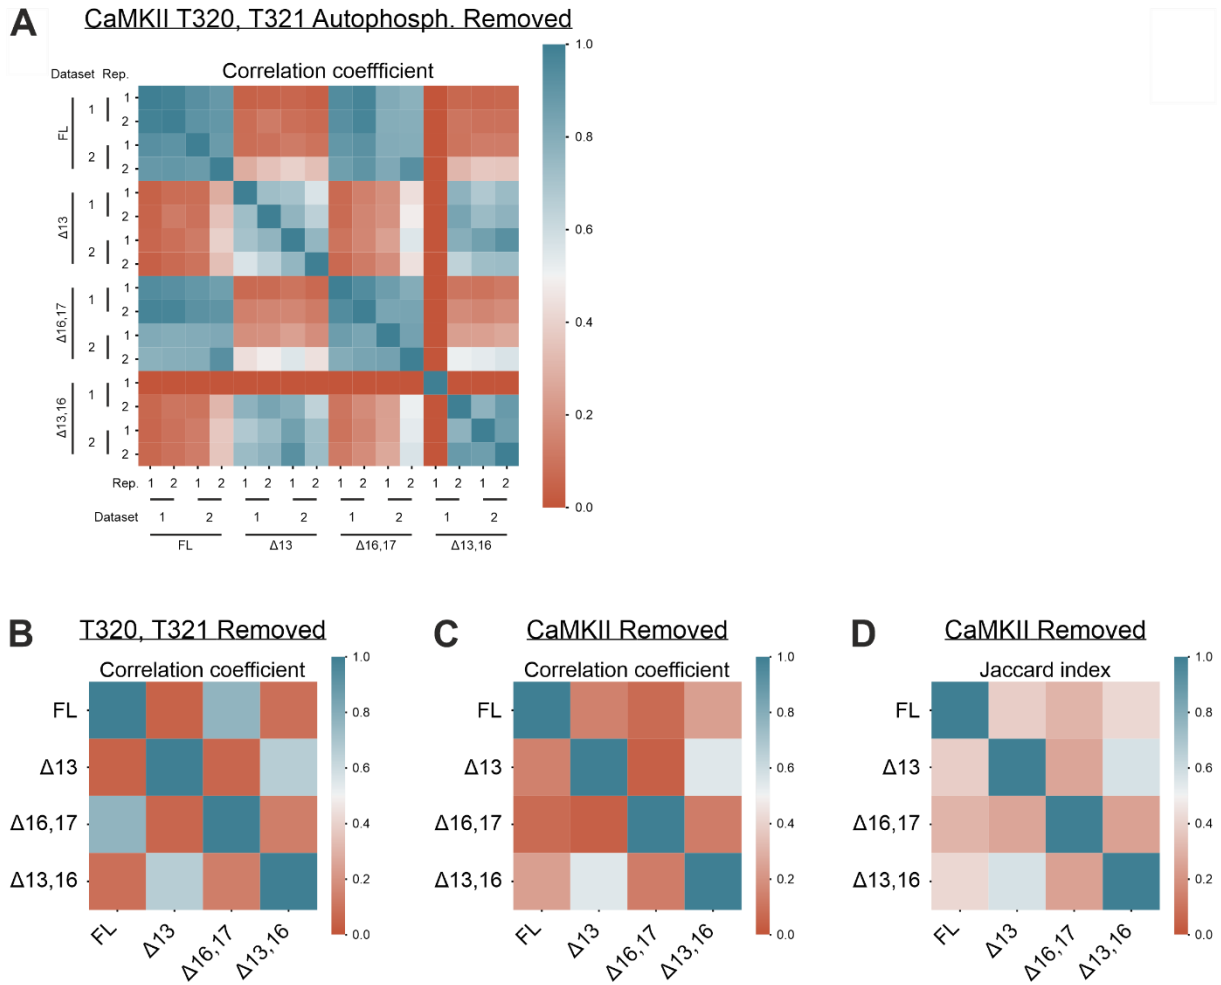 A
CaMKII T320, T321 Autophosph. Removed
Correlation coeffficient
Dataset Rep.
FL
1
1
2
2
1
2
Δ13
1
1
2
2
1
2
Δ16,17
1
1
2
2
1
2
Δ13,16
1
1
2
2
1
2
Rep. 1 2 1 2 1 2 1 2 1 2 1 2 1 2 1 2
Dataset 1 2 1 2 1 2 1 2
FL Δ13 Δ16,17 Δ13,16
1.0
0.8
0.6
0.4
0.2
0.0
B
T320, T321 Removed
Correlation coefficient
FL
Δ13
Δ16,17
Δ13,16
FL Δ13 Δ16,17 Δ13,16
1.0
0.8
0.6
0.4
0.2
0.0
C
CaMKII Removed
Correlation coefficient
FL
Δ13
Δ16,17
Δ13,16
FL Δ13 Δ16,17 Δ13,16
1.0
0.8
0.6
0.4
0.2
0.0
D
CaMKII Removed
Jaccard index
FL
Δ13
Δ16,17
Δ13,16
FL Δ13 Δ16,17 Δ13,16
1.0
0.8
0.6
0.4
0.2
0.0